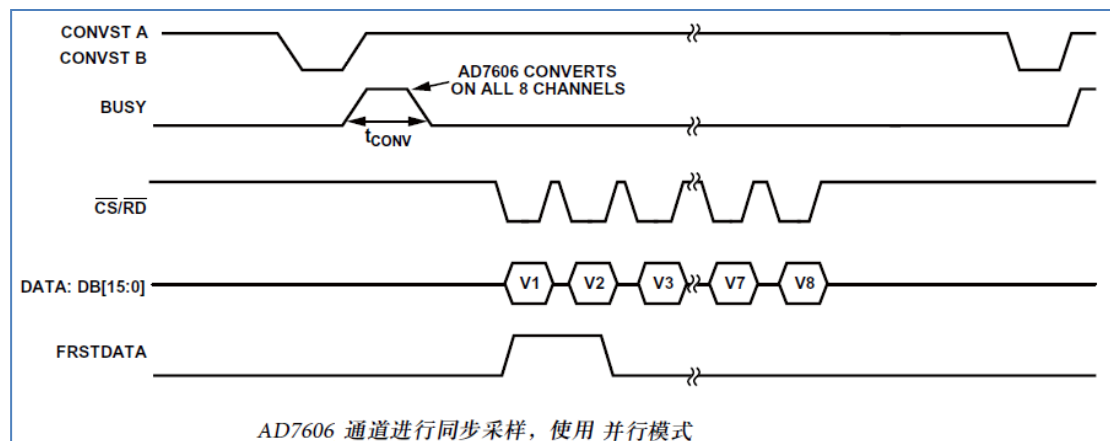 CONVST A
CONVST B
AD7606 CONVERTS
ON ALL 8 CHANNELS
BUSY
tCONV
CS/RD
DATA: DB[15:0]
V1 V2 V3 V7 V8
FRSTDATA
AD7606 通道进行同步采样，使用 并行模式